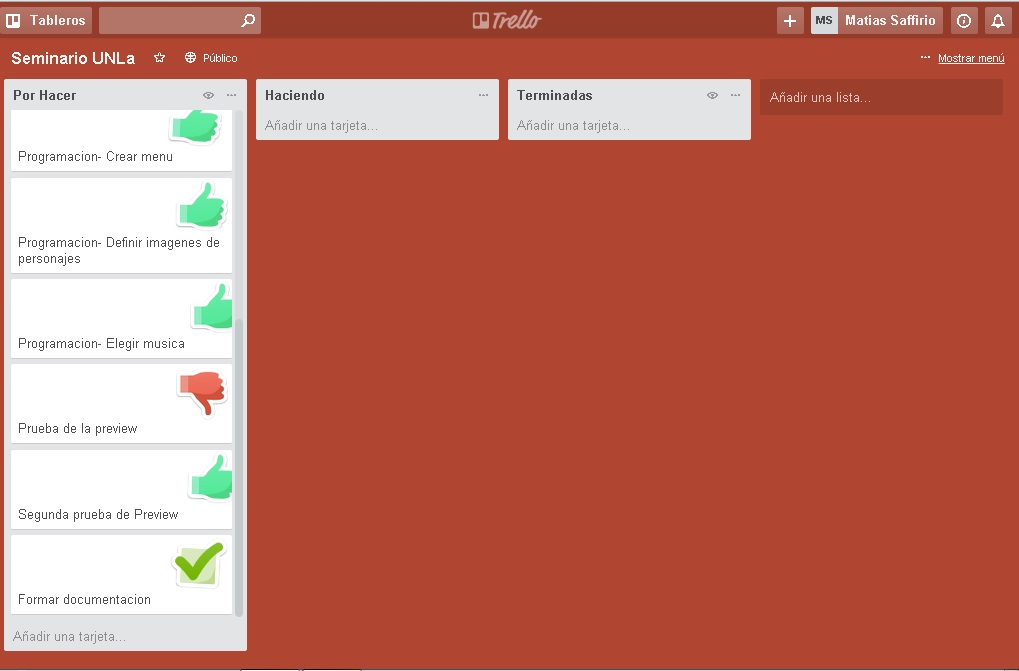 Tableros
Trello
MS Matias Saffirio
Seminario UNLa
Público
Mostrar menú
Por Hacer
Programacion- Crear menu
Programacion- Definir imagenes de
personajes
Programacion- Elegir musica
Prueba de la preview
Segunda prueba de Preview
Formar documentacion
Añadir una tarjeta...
Haciendo
Añadir una tarjeta...
Terminadas
Añadir una tarjeta...
Añadir una lista...